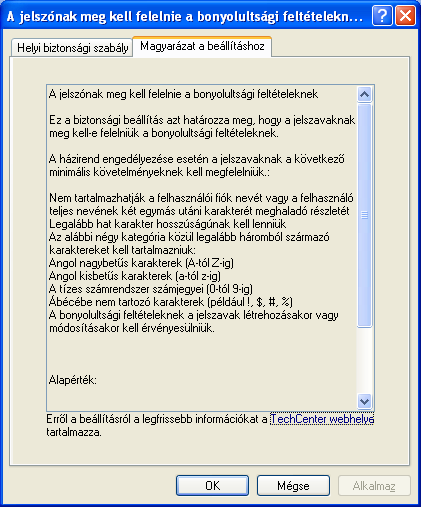 A jelszónak meg kell felelnie a bonyolultsági feltételekn...
Helyi biztonsági szabály
Magyarázat a beállításhoz
A jelszónak meg kell felelnie a bonyolultsági feltételeknek
Ez a biztonsági beállítás azt határozza meg, hogy a jelszavaknak
meg kell-e felelniük a bonyolultsági feltételeknek.
A házirend engedélyezése esetén a jelszavaknak a következő
minimális követelményeknek kell megfelelniük.:
Nem tartalmazhatják a felhasználói fiók nevét vagy a felhasználó
teljes nevének két egymás utáni karakterét meghaladó részletét
Legalább hat karakter hosszúságúnak kell lenniük
Az alábbi négy kategória közül legalább háromból származó
karaktereket kell tartalmazniuk:
Angol nagybetűs karakterek (A-tól Z-ig)
Angol kisbetűs karakterek (a-tól z-ig)
A tízes számrendszer számjegyei (0-tól 9-ig)
Ábécébe nem tartozó karakterek (például !, $, #, %)
A bonyolultsági feltételeknek a jelszavak létrehozásakor vagy
módosításakor kell érvényesülniük.
Alapérték:
Erről a beállításról a legfrissebb információkat a TechCenter webhelye
tartalmazza.
OK
Mégse
Alkalmaz